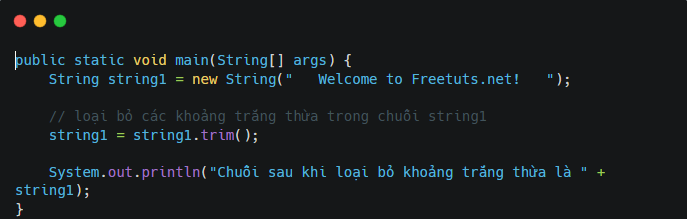 public static void main(String[] args) {
    String string1 = new String("   Welcome to Freetuts.net!   ");
    // loại bỏ các khoảng trắng thừa trong chuỗi string1
    string1 = string1.trim();
    System.out.println("Chuỗi sau khi loại bỏ khoảng trắng thừa là " +
string1);
}